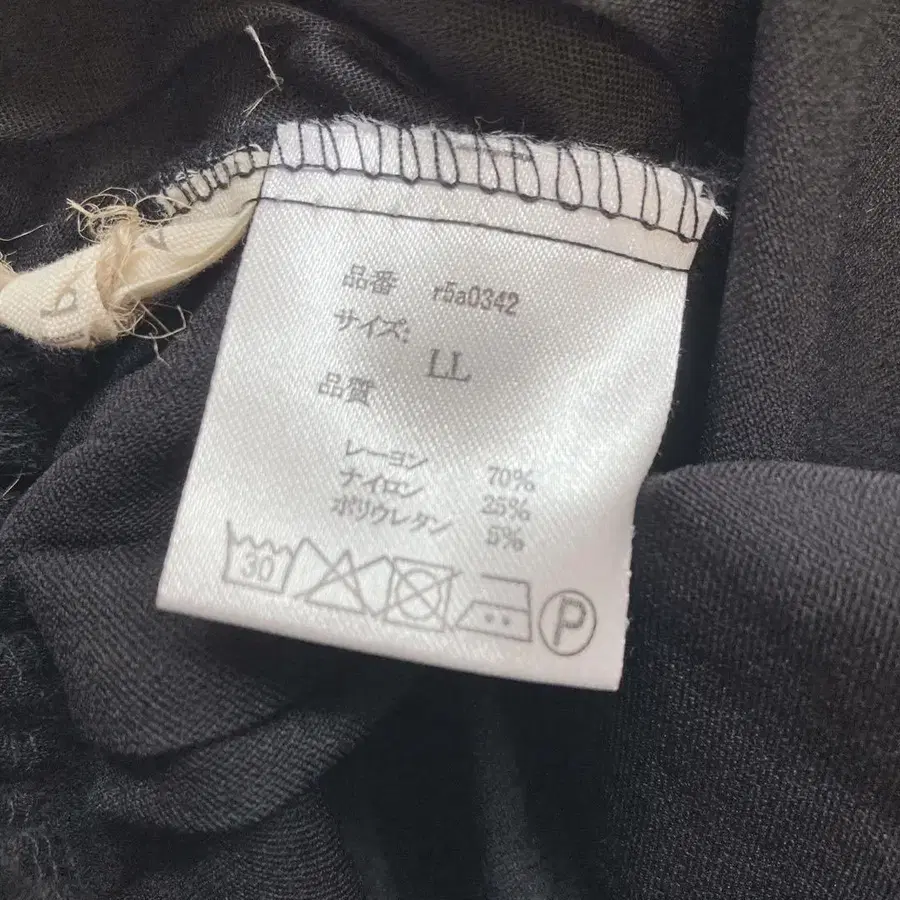 品番 r5a0342
サイズ:
LL
品質
レーヨン 70%
ナイロン 25%
ポリウレタン 5%
30
P
b